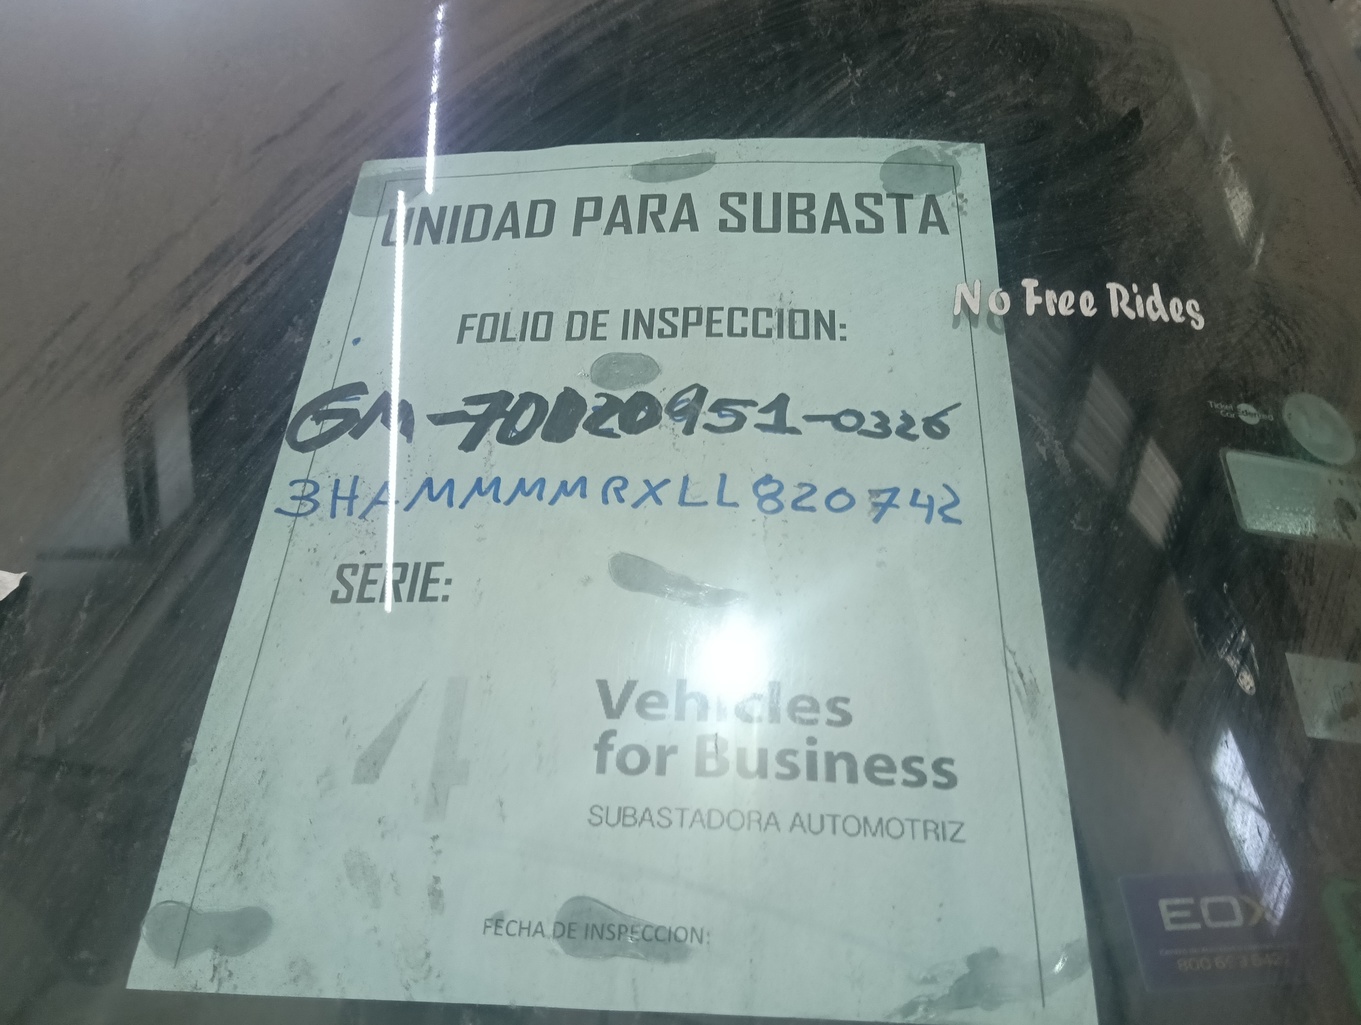 UNIDAD PARA SUBASTA
FOLIO DE INSPECCION:
No Free Rides
GM-70020951-0326
3HAMMMMRXLL820742
SERIE:
4 Vehicles
for Business
SUBASTADORA AUTOMOTRIZ
EOX
FECHA DE INSPECCION: